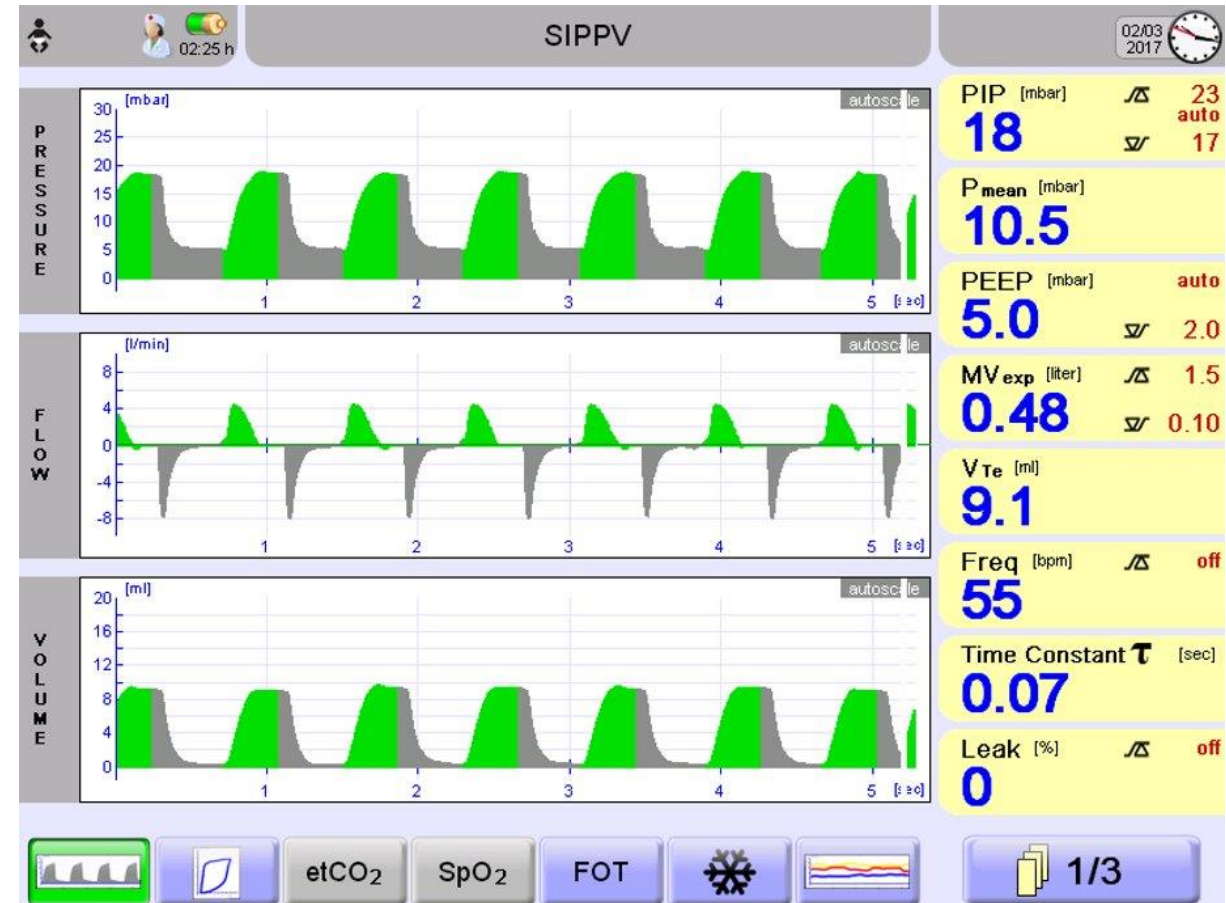 02:25 h
SIPPV
02/03
2017
PRESSURE
[mbar]
autoscale
30
25
20
15
10
5
0
1 2 3 4 5 [sec]
FLOW
[l/min]
autoscale
8
4
0
-4
-8
1 2 3 4 5 [sec]
VOLUME
[ml]
autoscale
20
16
12
8
4
0
1 2 3 4 5 [sec]
PIP [mbar] 23
auto
18 17
Pmean [mbar]
10.5
PEEP [mbar] auto
5.0 2.0
MVexp [liter] 1.5
0.48 0.10
VTe [ml]
9.1
Freq [bpm] off
55
Time Constant τ [sec]
0.07
Leak [%] off
0
etCO2 SpO2 FOT 1/3